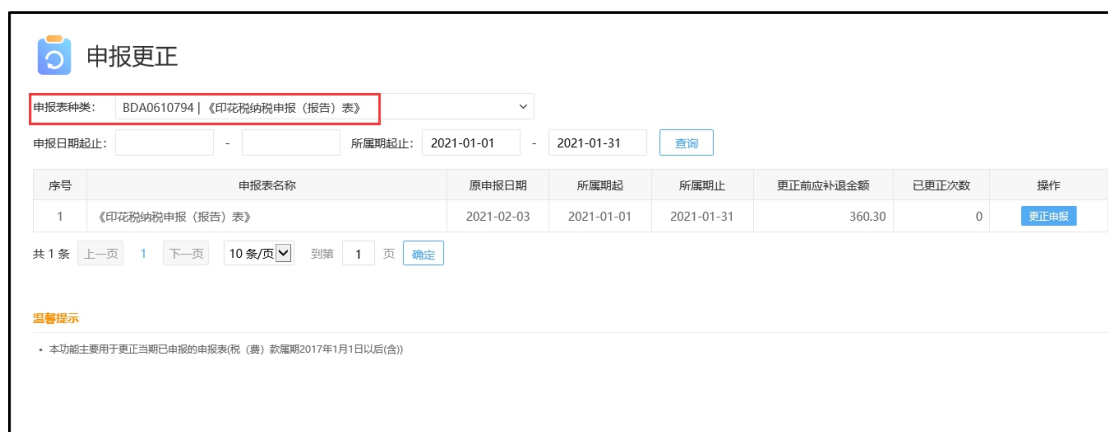 申报更正
申报表种类： BDA0610794 | 《印花税纳税申报（报告）表》
申报日期起止： - 所属期起止： 2021-01-01 - 2021-01-31 查询
序号 申报表名称 原申报日期 所属期起 所属期止 更正前应补退金额 已更正次数 操作
1 《印花税纳税申报（报告）表》 2021-02-03 2021-01-01 2021-01-31 360.30 0 更正申报
共 1 条 上一页 1 下一页 10 条/页 到第 1 页 确定
温馨提示
• 本功能主要用于更正当期已申报的申报表(税（费）款属期2017年1月1日以后(含))